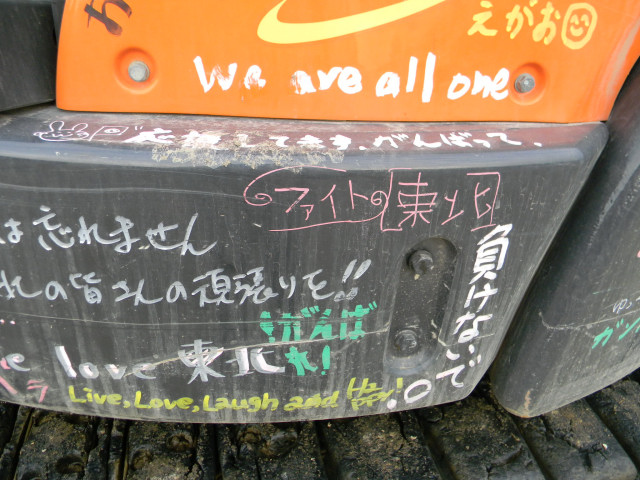 えがお
We are all one
応援してます。がんばって。
ファイト 東北
は忘れません
れの皆さんの頑張りを!!
負けないで。
がんば
れ!
love 東北
Live, Love, Laugh and